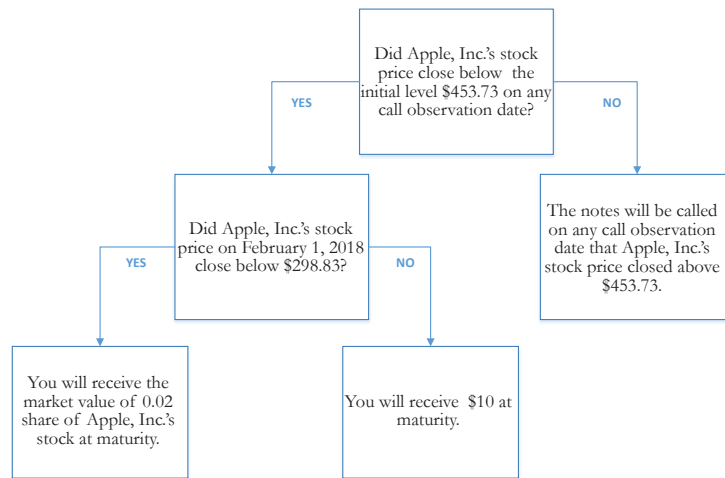 Did Apple, Inc.'s stock
price close below the
initial level $453.73 on any
call observation date?
YES
NO
Did Apple, Inc.'s stock
price on February 1, 2018
close below $298.83?
The notes will be called
on any call observation
date that Apple, Inc.'s
stock price closed above
$453.73.
YES
NO
You will receive the
market value of 0.02
share of Apple, Inc.'s
stock at maturity.
You will receive $10 at
maturity.